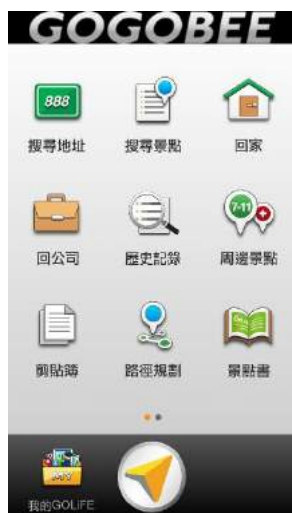 GOGOBEE
888
搜尋地址
搜尋景點
回家
7-11
回公司
歷史記錄
周邊景點
剪貼簿
路徑規劃
景點書
MY
我的GOLiFE